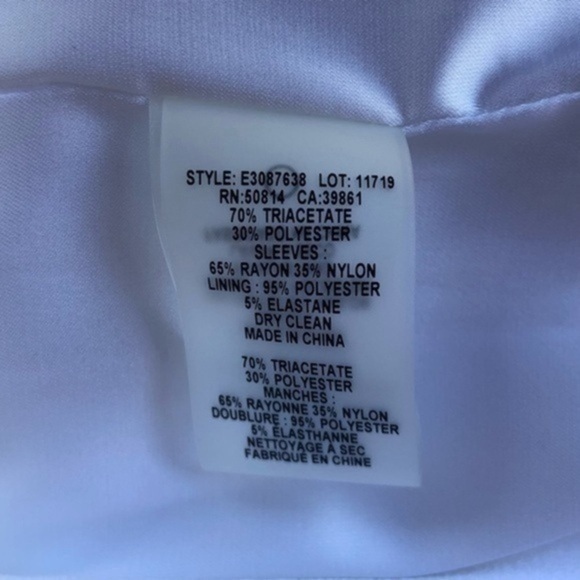 STYLE: E3087638 LOT: 11719
RN:50814 CA:39861
70% TRIACETATE
30% POLYESTER
SLEEVES :
65% RAYON 35% NYLON
LINING : 95% POLYESTER
5% ELASTANE
DRY CLEAN
MADE IN CHINA
70% TRIACETATE
30% POLYESTER
MANCHES :
65% RAYONNE 35% NYLON
DOUBLURE : 95% POLYESTER
5% ÉLASTHANNE
NETTOYAGE À SEC
FABRIQUÉ EN CHINE